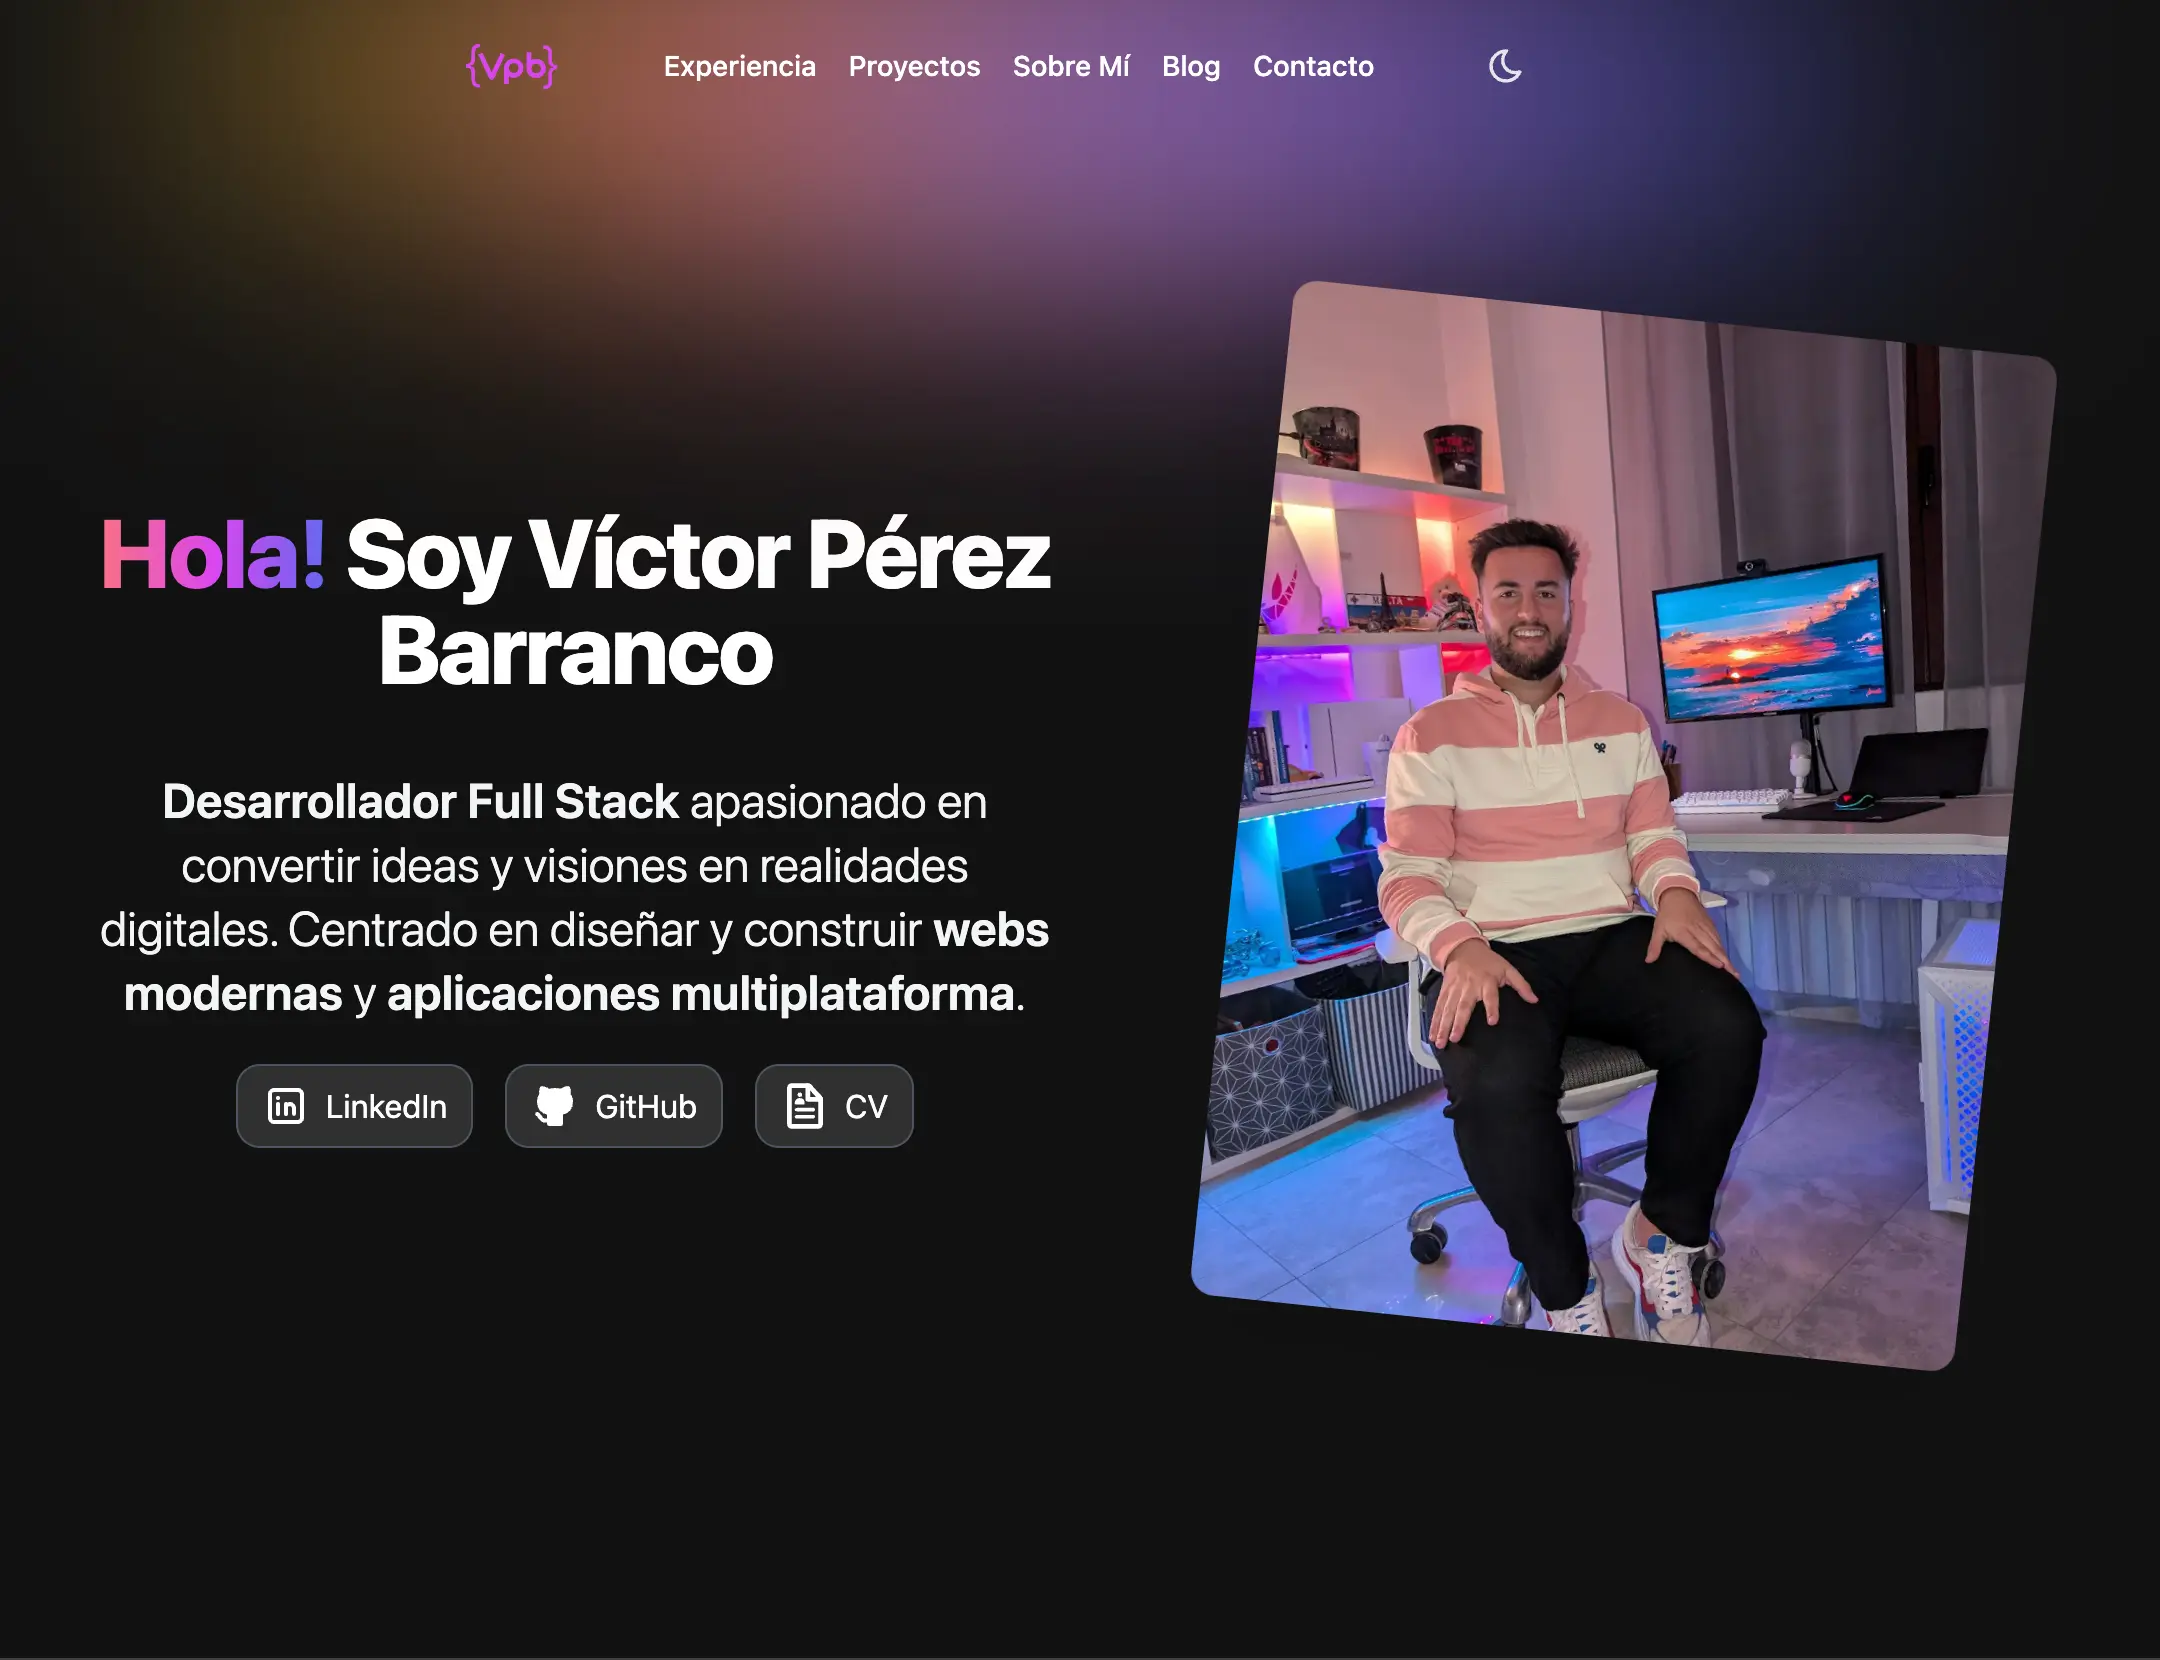 {Vpb}
Experiencia
Proyectos
Sobre Mí
Blog
Contacto
Hola! Soy Víctor Pérez
Barranco
Desarrollador Full Stack apasionado en
convertir ideas y visiones en realidades
digitales. Centrado en diseñar y construir webs
modernas y aplicaciones multiplataforma.
LinkedIn
GitHub
CV